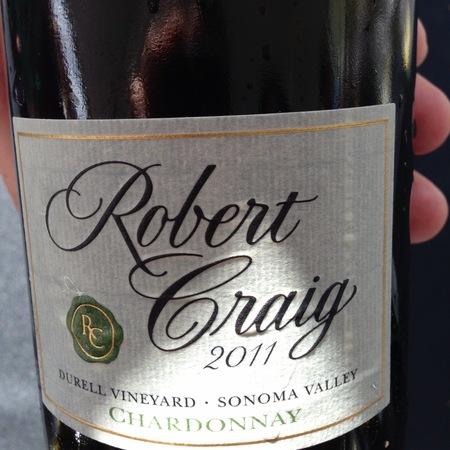 Robert
Craig
2011
RC
DURELL VINEYARD · SONOMA VALLEY
CHARDONNAY